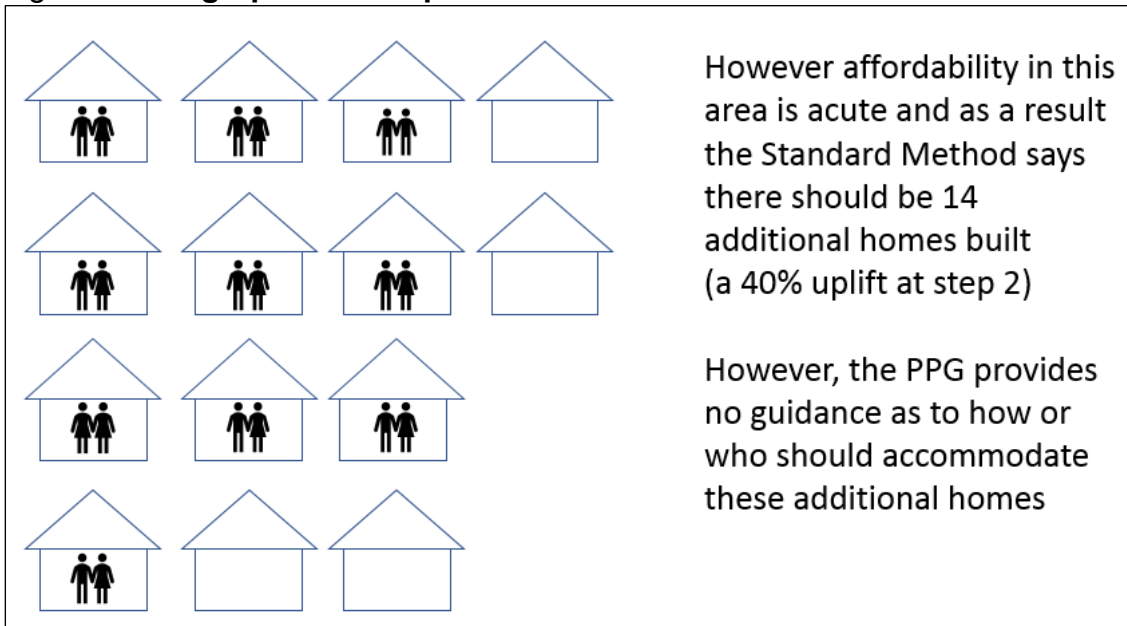 However affordability in this
area is acute and as a result
the Standard Method says
there should be 14
additional homes built
(a 40% uplift at step 2)
However, the PPG provides
no guidance as to how or
who should accommodate
these additional homes